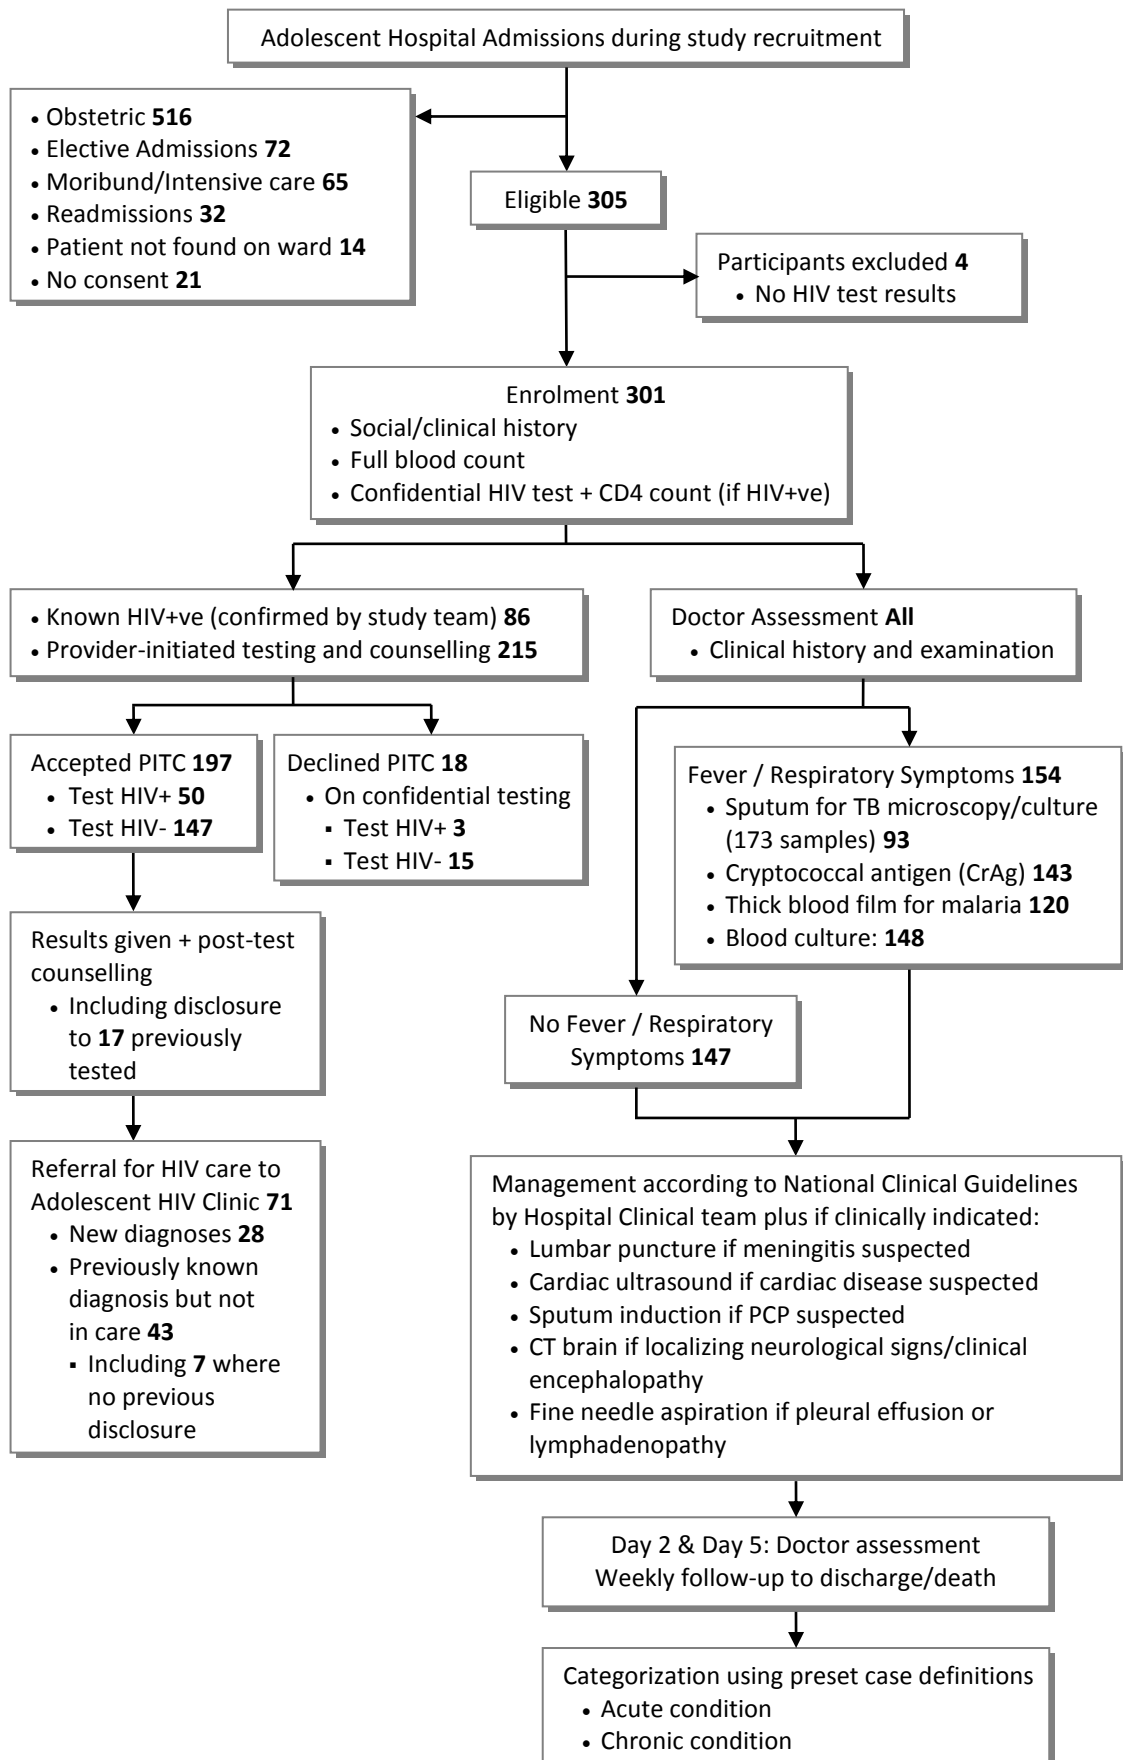 Adolescent Hospital Admissions during study recruitment
• Obstetric 516
• Elective Admissions 72
• Moribund/Intensive care 65
• Readmissions 32
• Patient not found on ward 14
• No consent 21
Eligible 305
Participants excluded 4
• No HIV test results
Enrolment 301
• Social/clinical history
• Full blood count
• Confidential HIV test + CD4 count (if HIV+ve)
• Known HIV+ve (confirmed by study team) 86
• Provider-initiated testing and counselling 215
Doctor Assessment All
• Clinical history and examination
Accepted PITC 197
• Test HIV+ 50
• Test HIV- 147
Declined PITC 18
• On confidential testing
▪ Test HIV+ 3
▪ Test HIV- 15
Fever / Respiratory Symptoms 154
• Sputum for TB microscopy/culture
(173 samples) 93
• Cryptococcal antigen (CrAg) 143
• Thick blood film for malaria 120
• Blood culture: 148
Results given + post-test
counselling
• Including disclosure
to 17 previously
tested
No Fever / Respiratory
Symptoms 147
Referral for HIV care to
Adolescent HIV Clinic 71
• New diagnoses 28
• Previously known
diagnosis but not
in care 43
▪ Including 7 where
no previous
disclosure
Management according to National Clinical Guidelines
by Hospital Clinical team plus if clinically indicated:
• Lumbar puncture if meningitis suspected
• Cardiac ultrasound if cardiac disease suspected
• Sputum induction if PCP suspected
• CT brain if localizing neurological signs/clinical
encephalopathy
• Fine needle aspiration if pleural effusion or
lymphadenopathy
Day 2 & Day 5: Doctor assessment
Weekly follow-up to discharge/death
Categorization using preset case definitions
• Acute condition
• Chronic condition